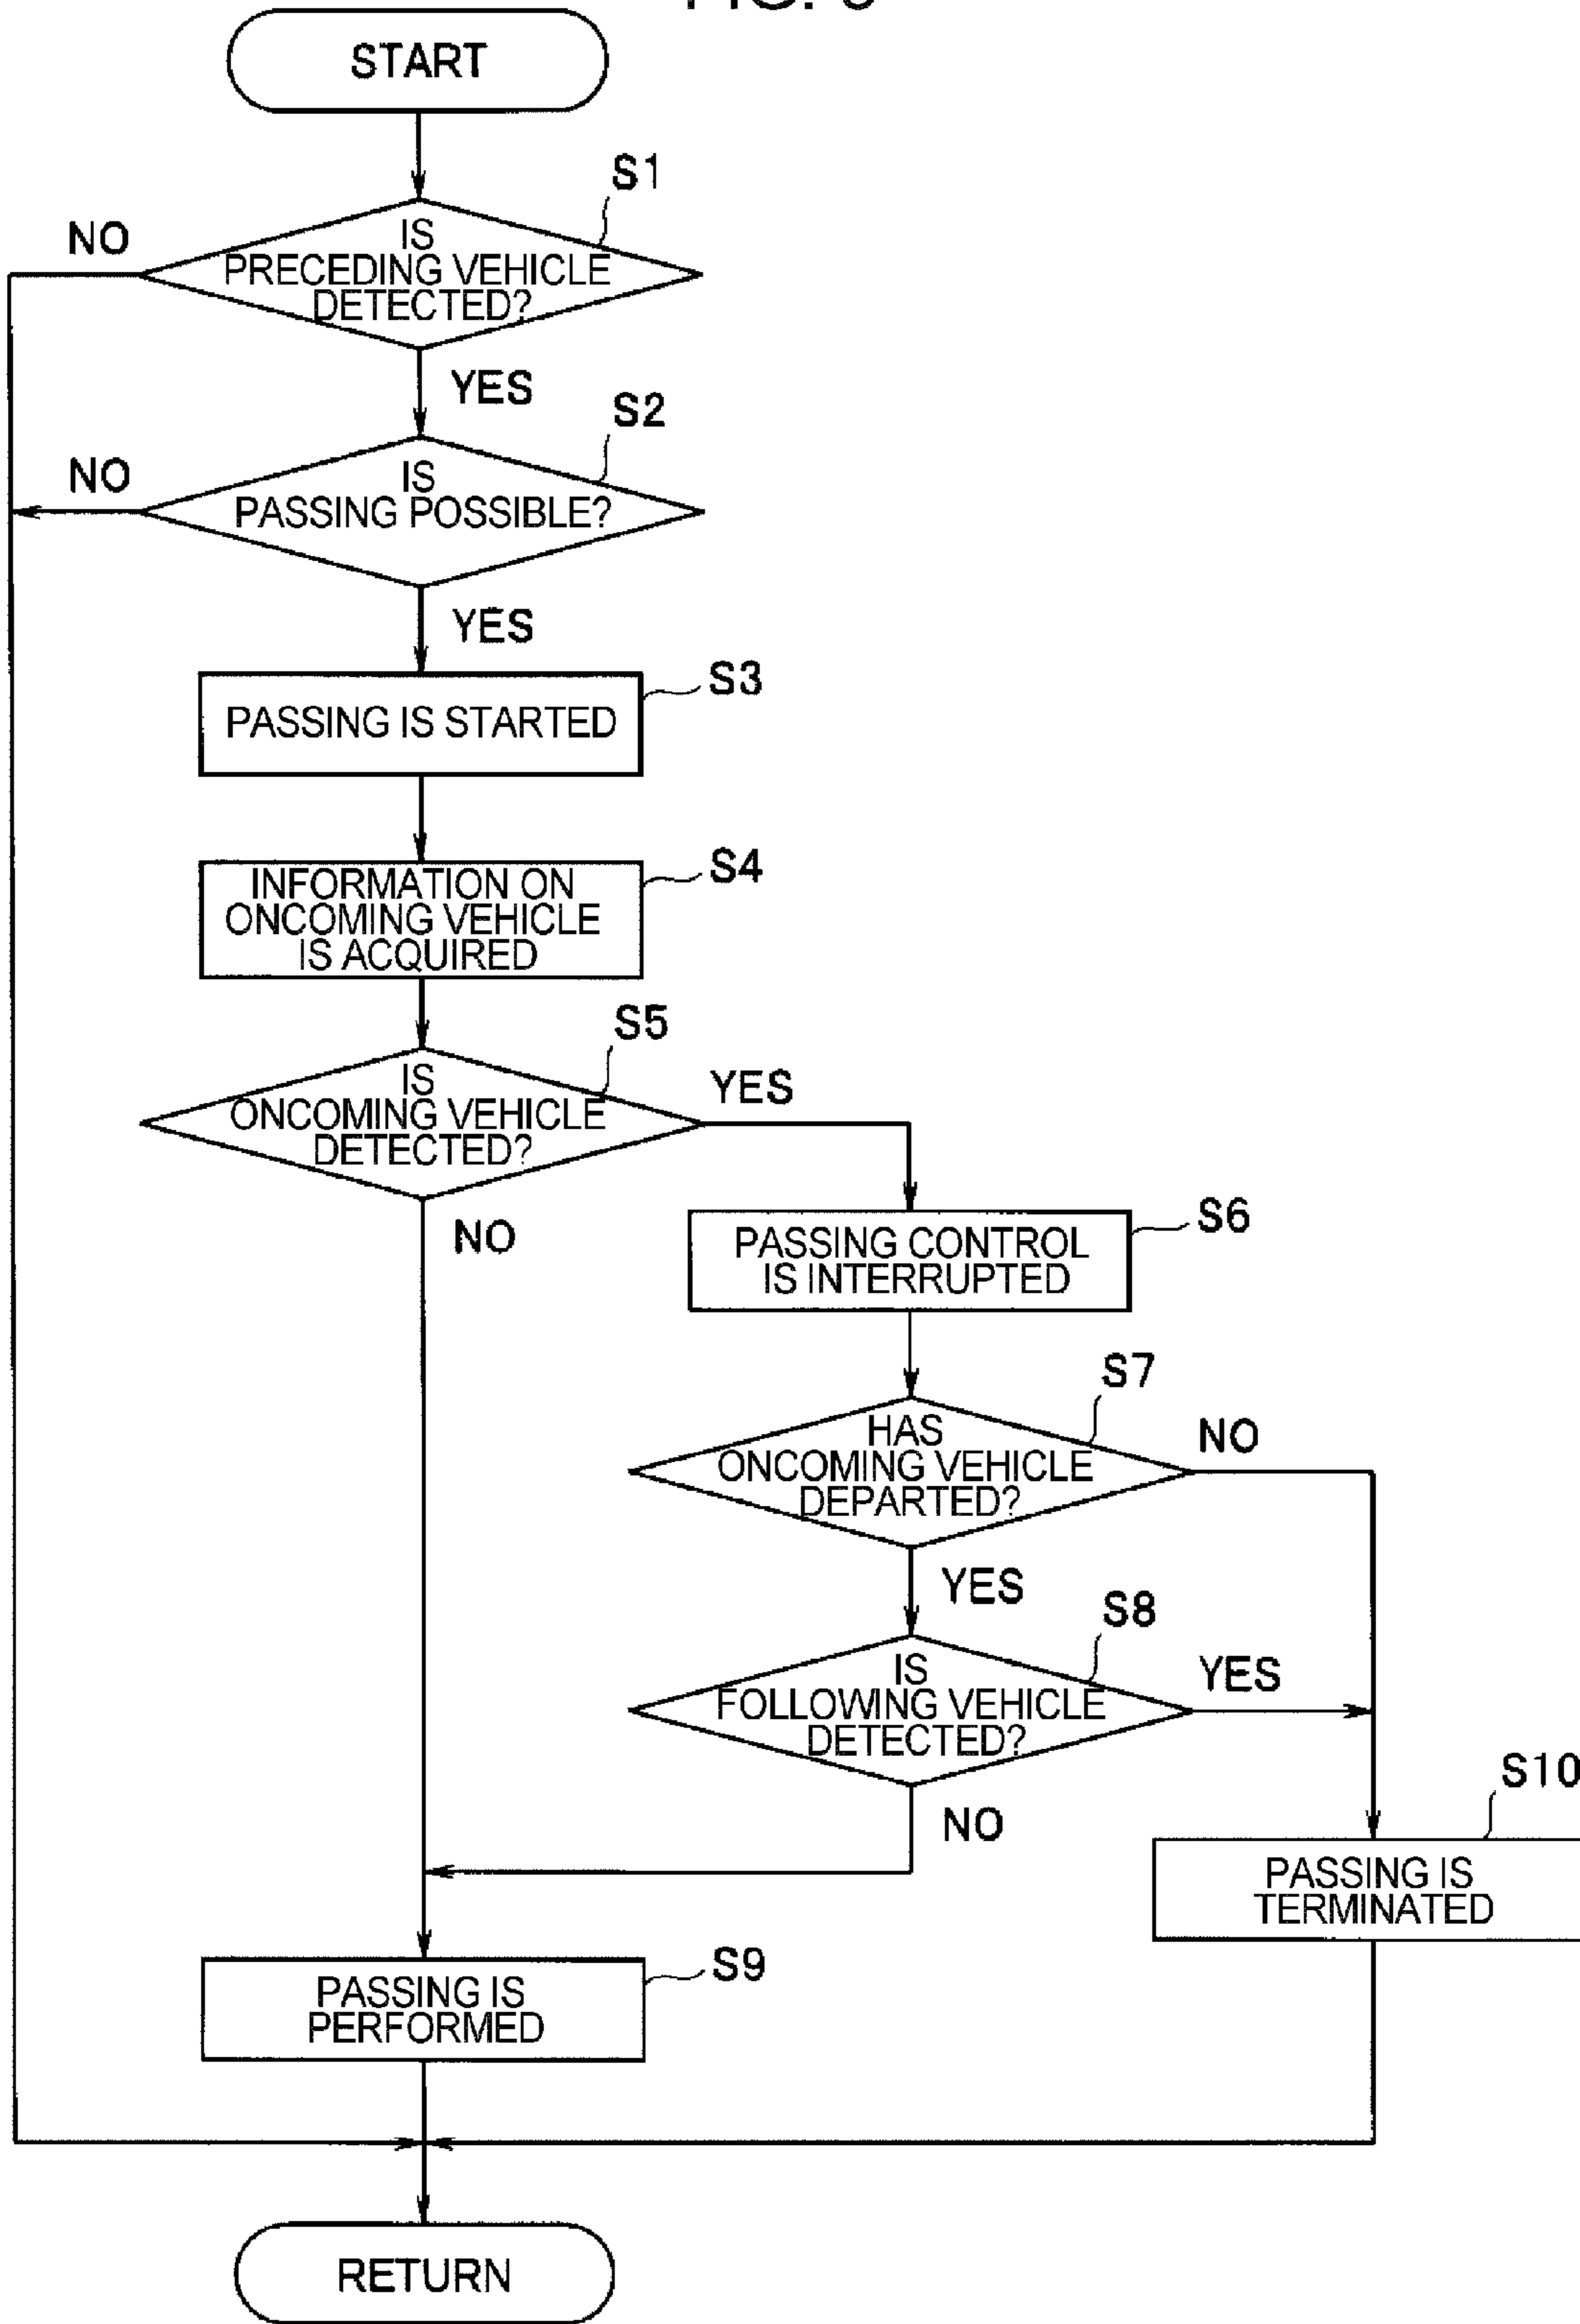 START
S1
NO
IS
PRECEDING VEHICLE
DETECTED?
YES
S2
NO
IS
PASSING POSSIBLE?
YES
S3
PASSING IS STARTED
S4
INFORMATION ON
ONCOMING VEHICLE
IS ACQUIRED
S5
IS
ONCOMING VEHICLE
DETECTED?
YES
NO
S6
PASSING CONTROL
IS INTERRUPTED
S7
HAS
ONCOMING VEHICLE
DEPARTED?
NO
YES
S8
IS
FOLLOWING VEHICLE
DETECTED?
YES
NO
S10
PASSING IS
TERMINATED
S9
PASSING IS
PERFORMED
RETURN